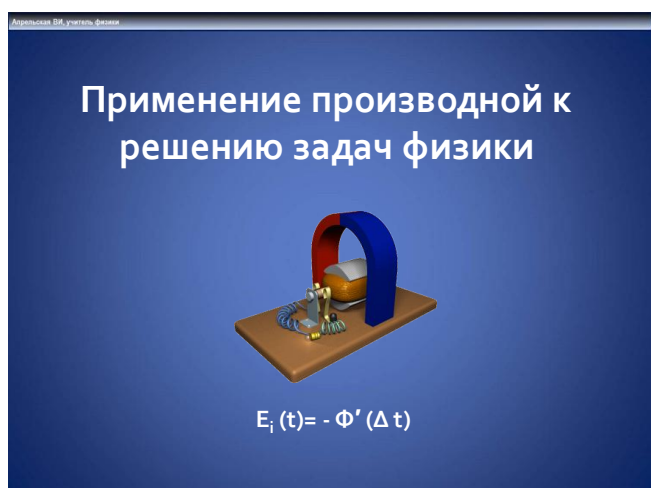 Апрельская ВИ, учитель физики
Применение производной к
решению задач физики
Eᵢ (t)= - Φ′ (Δ t)